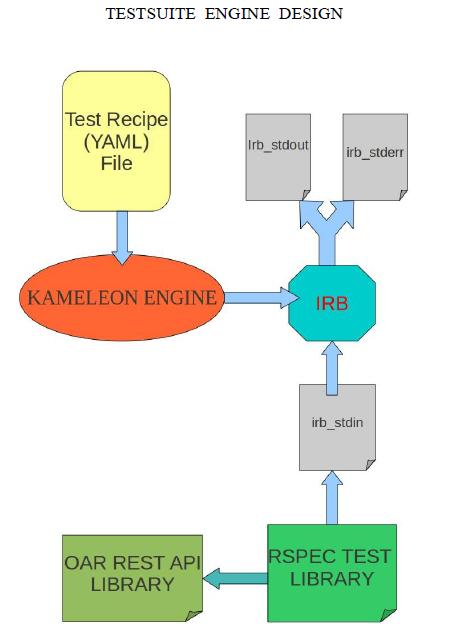 TESTSUITE ENGINE DESIGN
Test Recipe
(YAML)
File
Irb_stdout
irb_stderr
KAMELEON ENGINE
IRB
irb_stdin
OAR REST API
LIBRARY
RSPEC TEST
LIBRARY